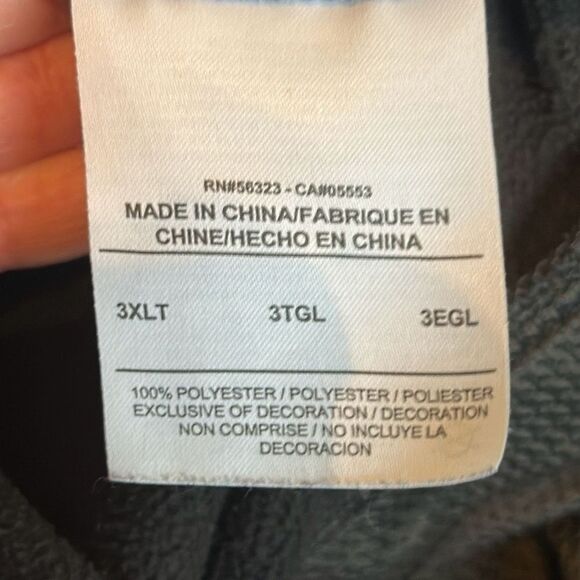 RN#56323 - CA#05553
MADE IN CHINA/FABRIQUE EN
CHINE/HECHO EN CHINA
3XLT 3TGL 3EGL
100% POLYESTER / POLYESTER / POLIESTER
EXCLUSIVE OF DECORATION / DECORATION
NON COMPRISE / NO INCLUYE LA
DECORACION